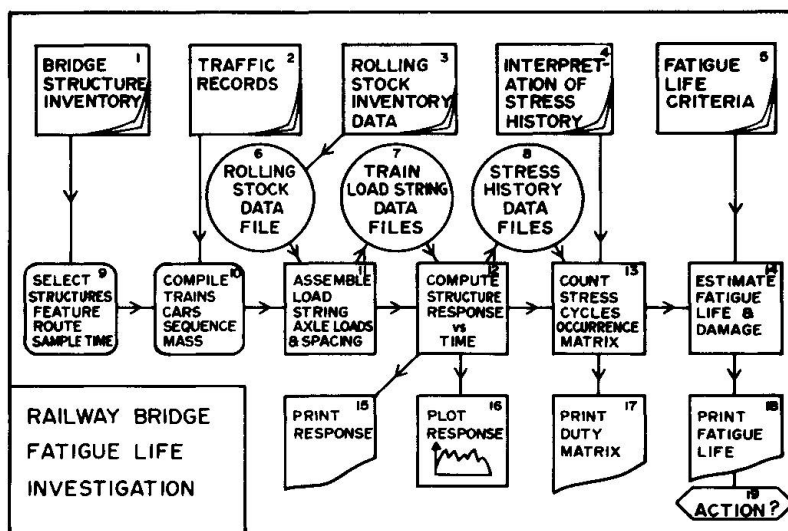 1
BRIDGE
STRUCTURE
INVENTORY
2
TRAFFIC
RECORDS
3
ROLLING
STOCK
INVENTORY
DATA
4
INTERPRET-
ATION OF
STRESS
HISTORY
5
FATIGUE
LIFE
CRITERIA
6
ROLLING
STOCK
DATA
FILE
7
TRAIN
LOAD STRING
DATA
FILES
8
STRESS
HISTORY
DATA
FILES
9
SELECT
STRUCTURES
FEATURE
ROUTE
SAMPLE TIME
10
COMPILE
TRAINS
CARS
SEQUENCE
MASS
11
ASSEMBLE
LOAD
STRING
AXLE LOADS
& SPACING
12
COMPUTE
STRUCTURE
RESPONSE
vs
TIME
13
COUNT
STRESS
CYCLES
OCCURRENCE
MATRIX
14
ESTIMATE
FATIGUE
LIFE &
DAMAGE
15
PRINT
RESPONSE
16
PLOT
RESPONSE
17
PRINT
DUTY
MATRIX
18
PRINT
FATIGUE
LIFE
19
ACTION?
RAILWAY BRIDGE
FATIGUE LIFE
INVESTIGATION